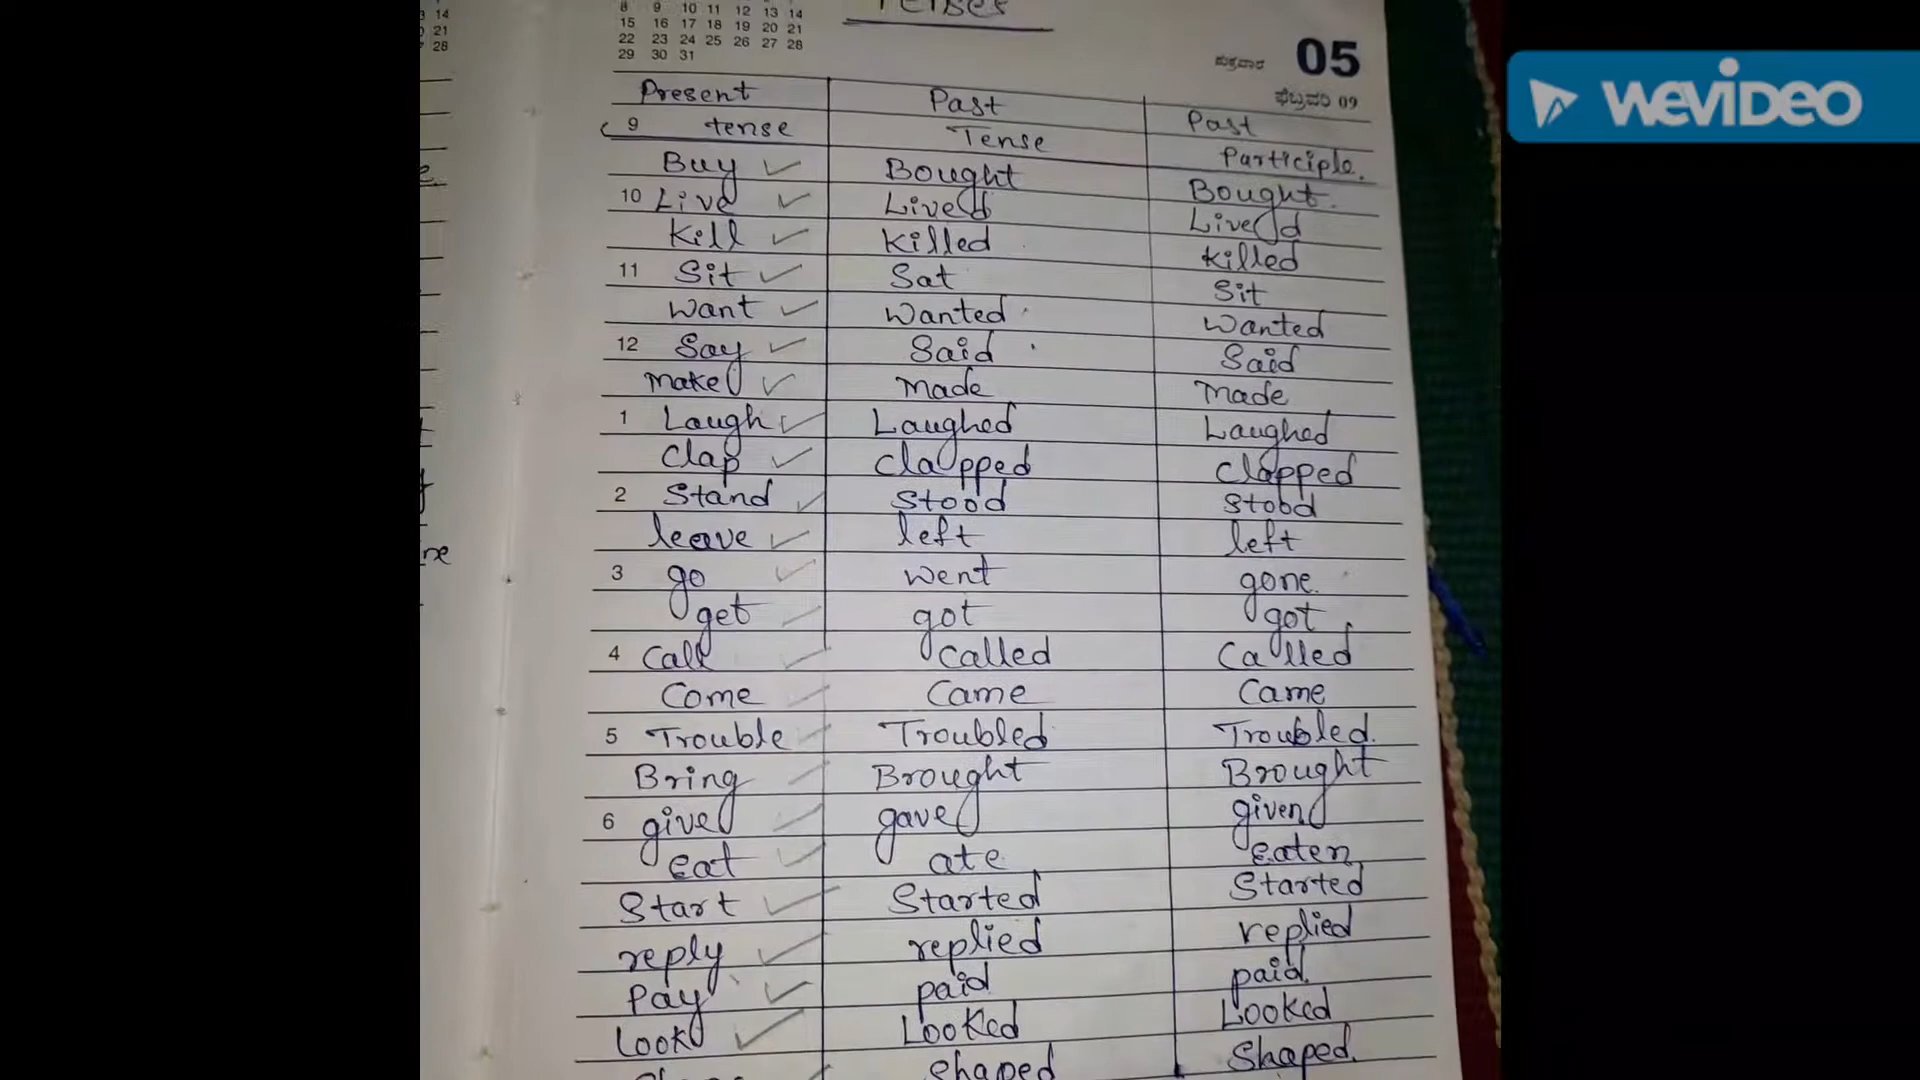 Tenses
14
21
28
8 9 10 11 12 13 14
15 16 17 18 19 20 21
22 23 24 25 26 27 28
29 30 31
ಶುಕ್ರವಾರ 05
ಫೆಬ್ರವರಿ 09
WeVideo
Present Past Past
9 tense Tense Participle.
Buy Bought Bought.
10 Live Lived Lived
Kill Killed killed
11 Sit Sat Sit
Want Wanted Wanted
12 Say Said Said
Make Made Made
1 Laugh Laughed Laughed
Clap Clapped Clapped
2 Stand Stood Stood
leave left left
3 go went gone.
get got got
4 Call Called Called
Come Came Came
5 Trouble Troubled Troubled.
Bring Brought Brought
6 give gave given
Eat ate Eaten
Start Started Started
reply replied replied
Pay paid paid.
Look Looked Looked
Shaped Shaped.